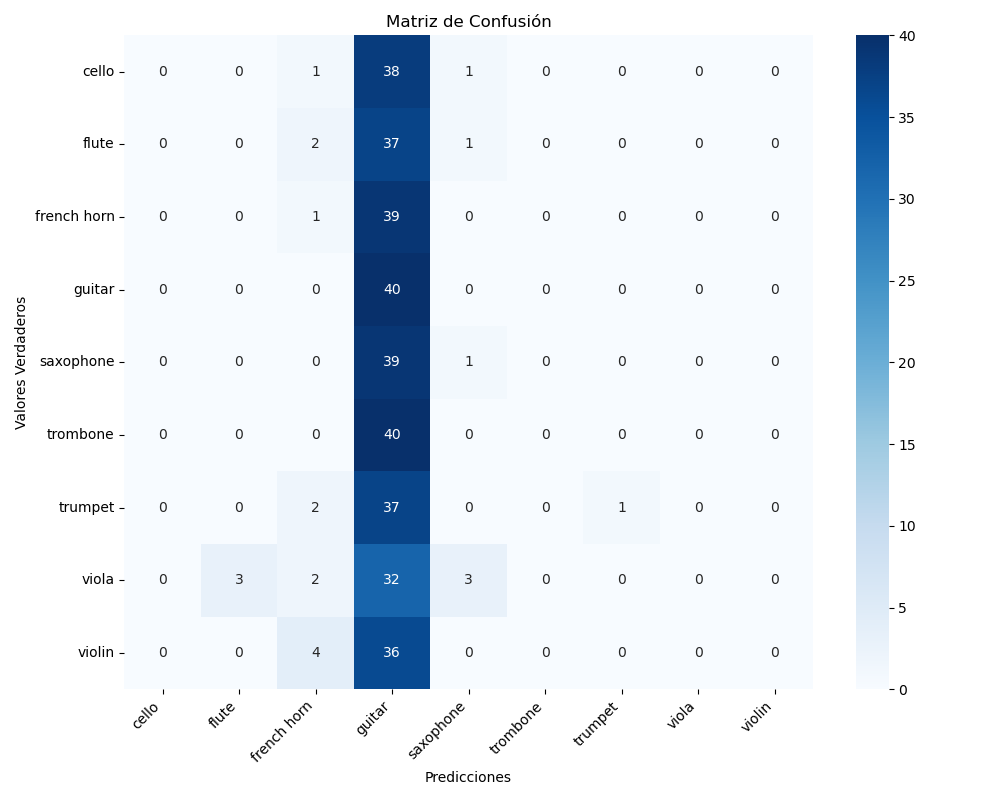 Matriz de Confusión
Valores Verdaderos
cello 0 0 1 38 1 0 0 0 0
flute 0 0 2 37 1 0 0 0 0
french horn 0 0 1 39 0 0 0 0 0
guitar 0 0 0 40 0 0 0 0 0
saxophone 0 0 0 39 1 0 0 0 0
trombone 0 0 0 40 0 0 0 0 0
trumpet 0 0 2 37 0 0 1 0 0
viola 0 3 2 32 3 0 0 0 0
violin 0 0 4 36 0 0 0 0 0
cello flute french horn guitar saxophone trombone trumpet viola violin
Predicciones
40
35
30
25
20
15
10
5
0